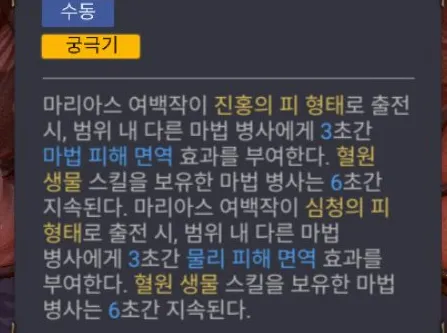 수동
궁극기
마리아스 여백작이 진홍의 피 형태로 출전
시, 범위 내 다른 마법 병사에게 3초간
마법 피해 면역 효과를 부여한다. 혈원
생물 스킬을 보유한 마법 병사는 6초간
지속된다. 마리아스 여백작이 심청의 피
형태로 출전 시, 범위 내 다른 마법
병사에게 3초간 물리 피해 면역 효과를
부여한다. 혈원 생물 스킬을 보유한 마법
병사는 6초간 지속된다.